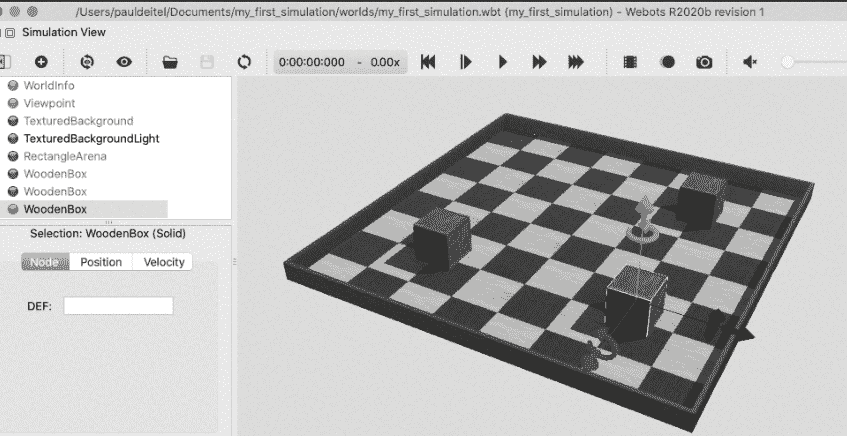 /Users/pauldeitel/Documents/my_first_simulation/worlds/my_first_simulation.wbt (my_first_simulation) - Webots R2020b revision 1
Simulation View
0:00:00:000 - 0.00x
WorldInfo
Viewpoint
TexturedBackground
TexturedBackgroundLight
RectangleArena
WoodenBox
WoodenBox
WoodenBox
Selection: WoodenBox (Solid)
Node Position Velocity
DEF: